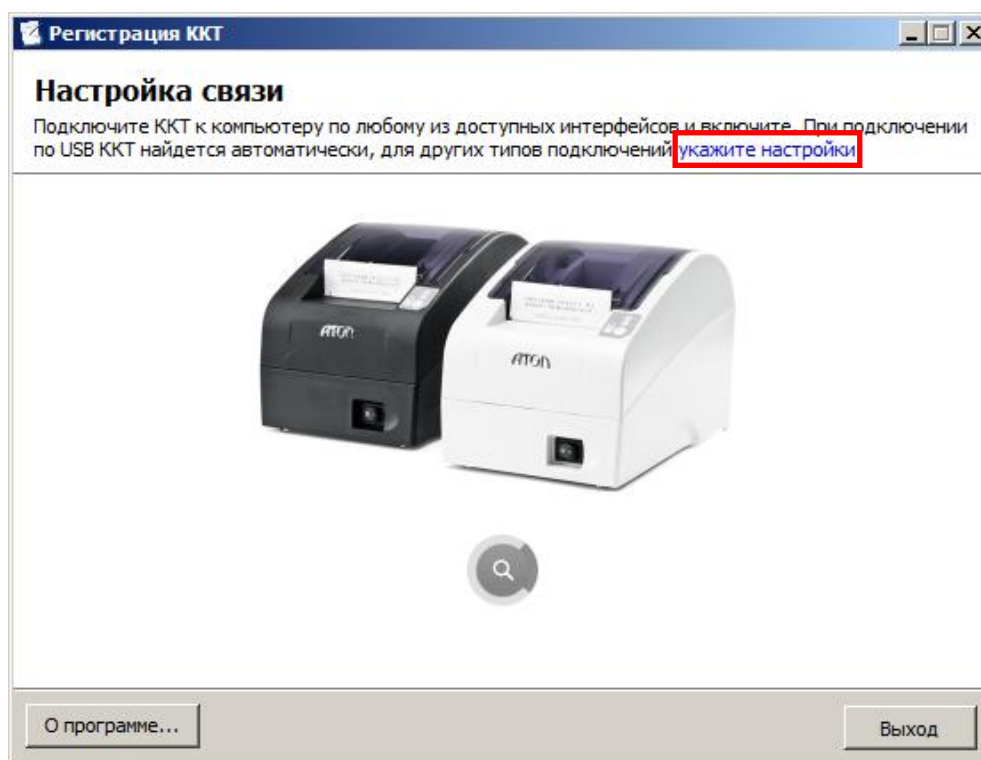 Регистрация ККТ
Настройка связи
Подключите ККТ к компьютеру по любому из доступных интерфейсов и включите. При подключении
по USB ККТ найдется автоматически, для других типов подключений укажите настройки
АТОЛ
АТОЛ
О программе...
Выход